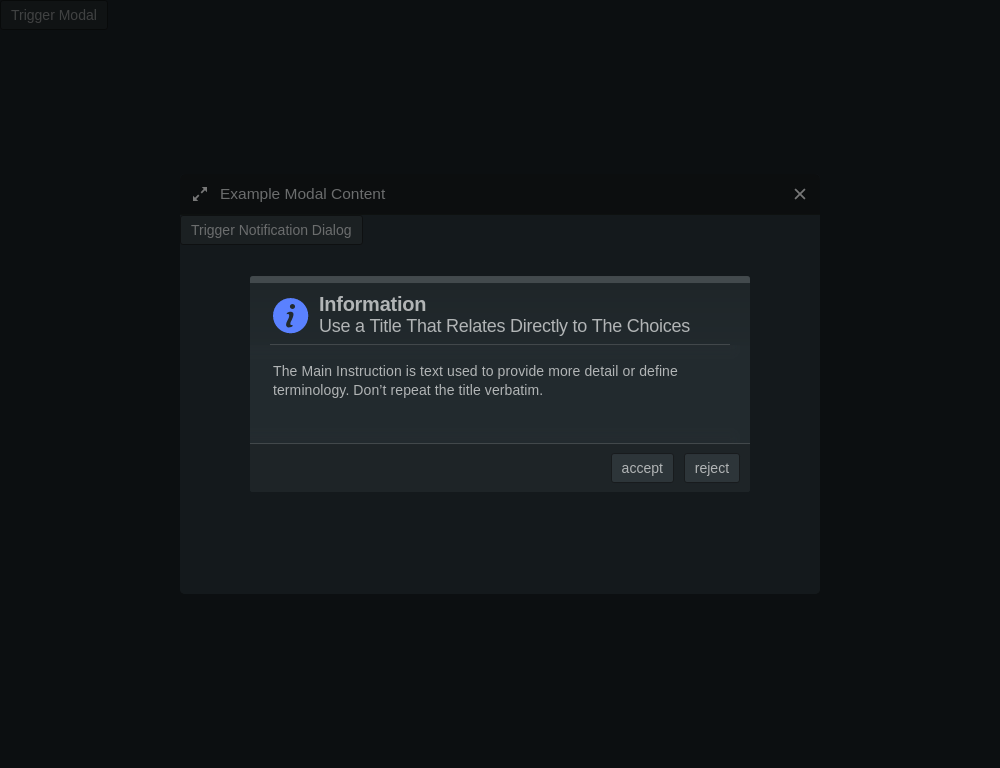 Trigger Modal
Example Modal Content
Trigger Notification Dialog
Information
Use a Title That Relates Directly to The Choices
The Main Instruction is text used to provide more detail or define
terminology. Don’t repeat the title verbatim.
accept reject